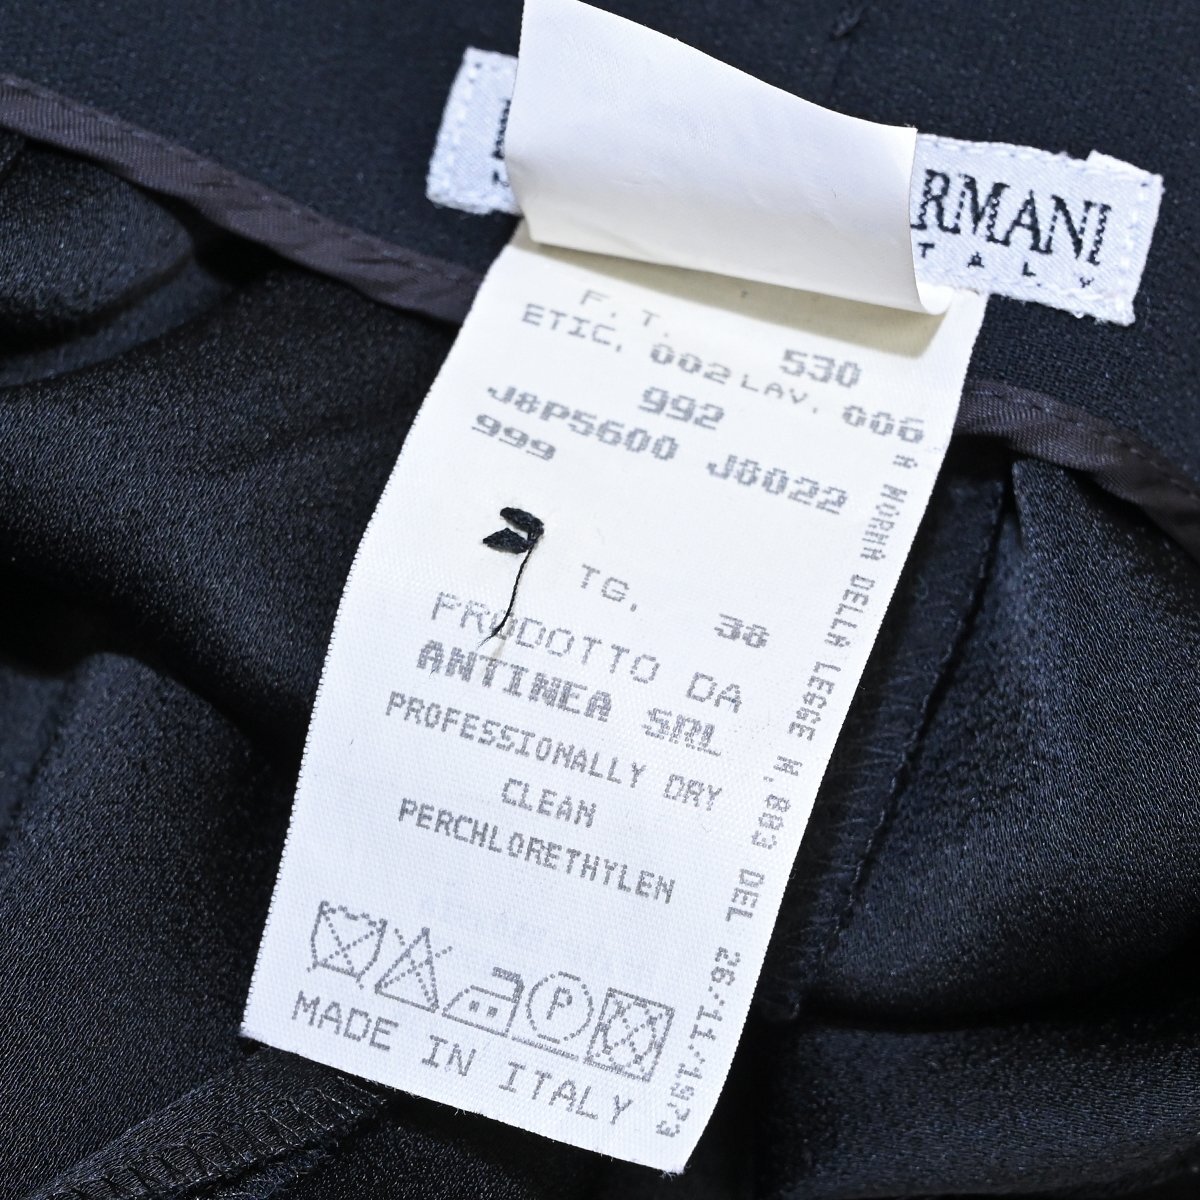 RMANI
TALY
F. T. 530
ETIC. 002 LAV. 006
992
J8P5600 J8022
999
TG. 38
PRODOTTO DA
ANTINEA SRL
PROFESSIONALLY DRY
CLEAN
PERCHLORETHYLEN
P
MADE IN ITALY
A NORMA DELLA LEGGE N.883 DEL 26/11/1973